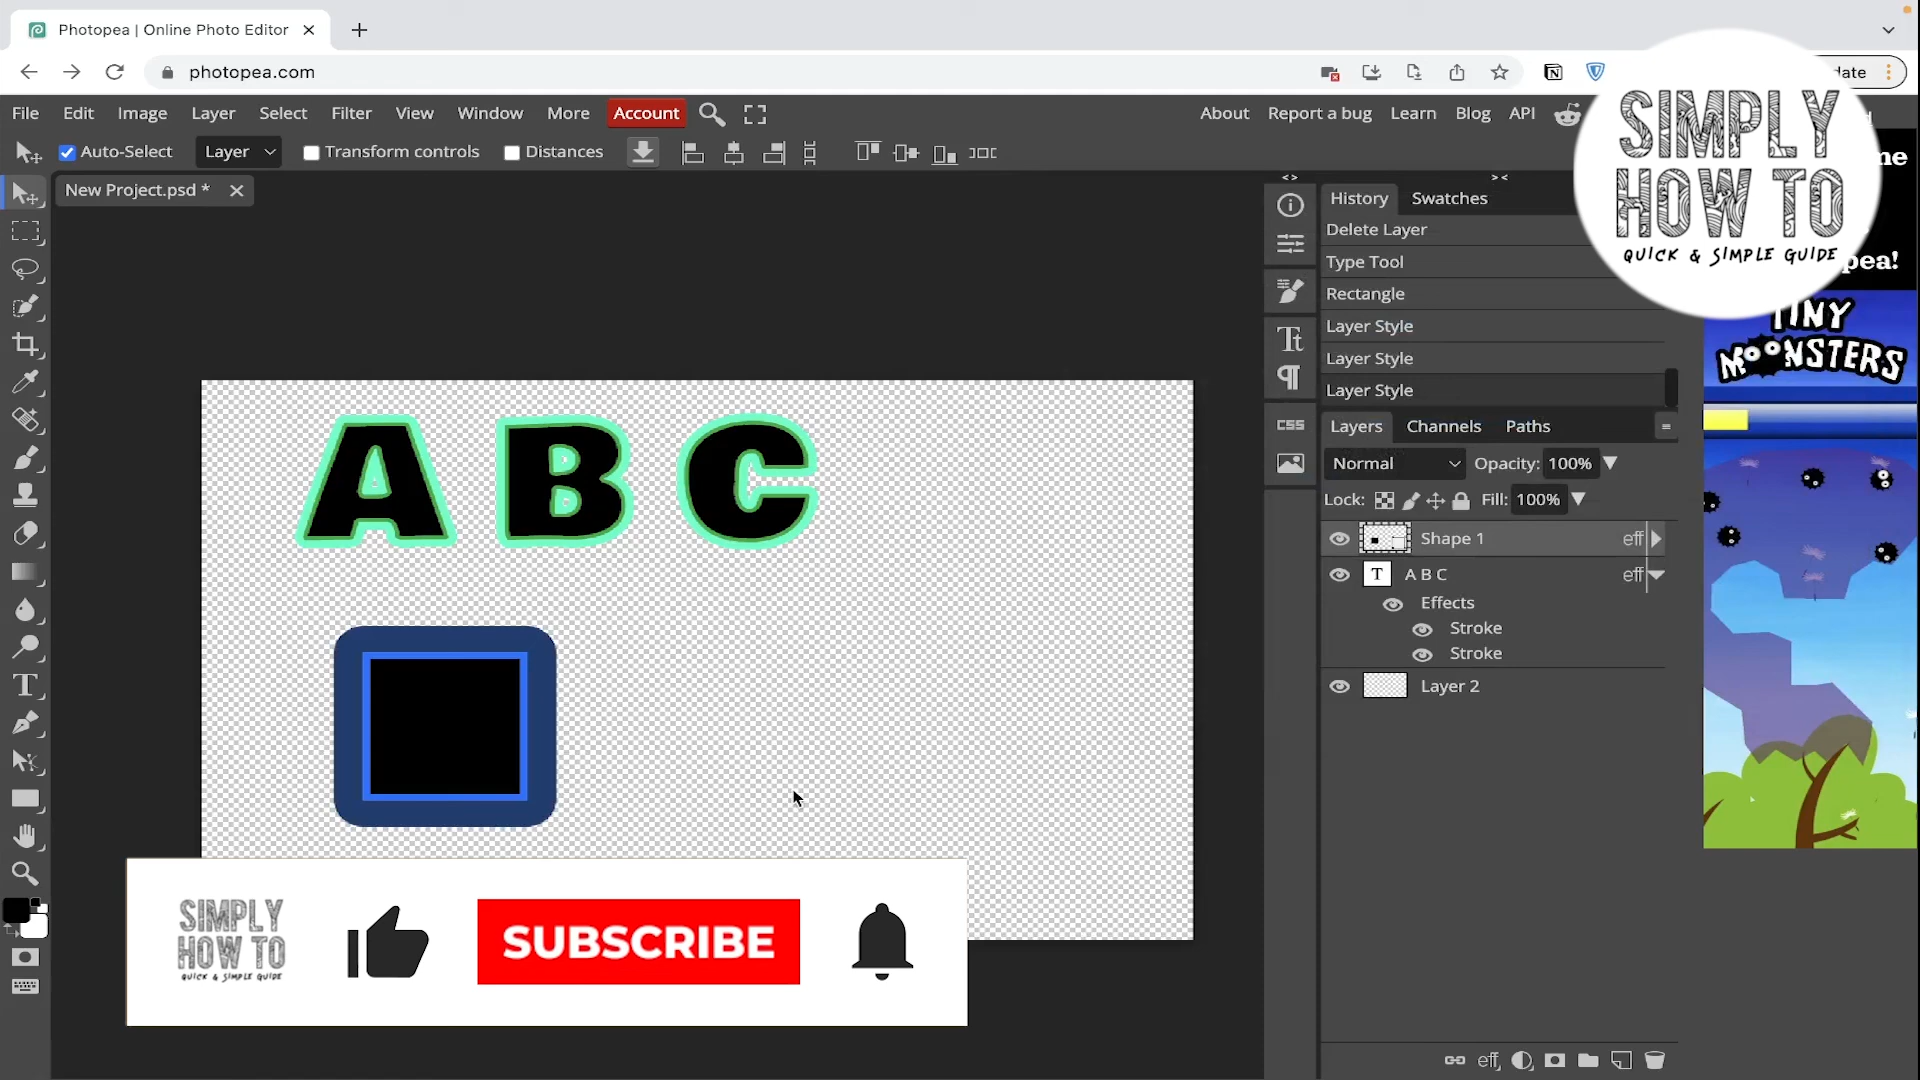 Photopea | Online Photo Editor
photopea.com
File Edit Image Layer Select Filter View Window More Account
About Report a bug Learn Blog API
Auto-Select Layer Transform controls Distances
New Project.psd *
History Swatches
Delete Layer
Type Tool
Rectangle
Layer Style
Layer Style
Layer Style
Layers Channels Paths
Normal Opacity: 100%
Lock: Fill: 100%
Shape 1 eff
T A B C eff
Effects
Stroke
Stroke
Layer 2
Tt
CSS
eff
A B C
SIMPLY
HOW TO
QUICK & SIMPLE GUIDE
TINY
MOONSTERS
SIMPLY
HOW TO
QUICK & SIMPLE GUIDE
SUBSCRIBE